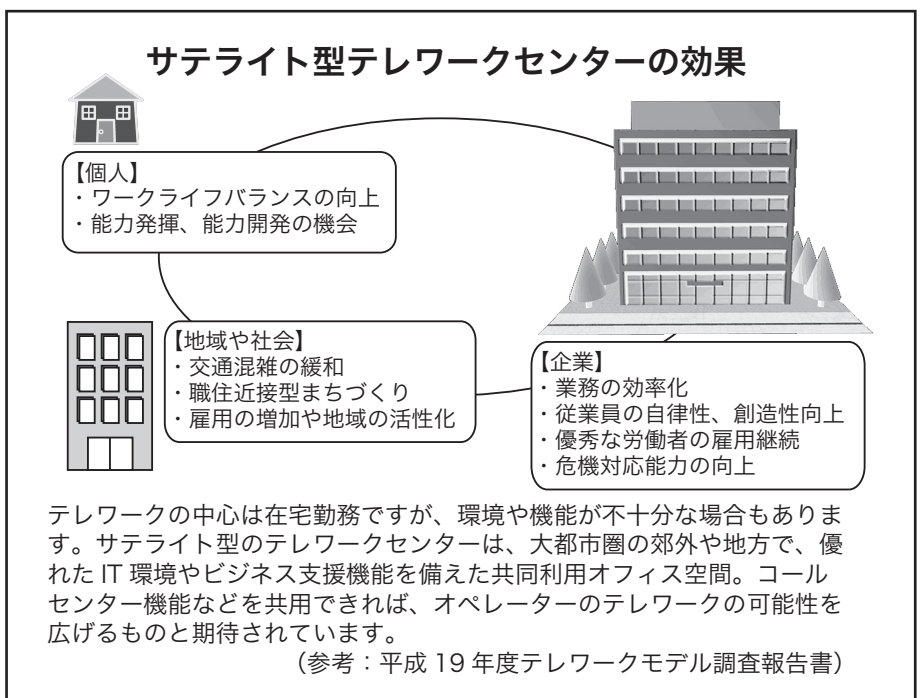 サテライト型テレワークセンターの効果
【個人】
・ワークライフバランスの向上
・能力発揮、能力開発の機会
【地域や社会】
・交通混雑の緩和
・職住近接型まちづくり
・雇用の増加や地域の活性化
【企業】
・業務の効率化
・従業員の自律性、創造性向上
・優秀な労働者の雇用継続
・危機対応能力の向上
テレワークの中心は在宅勤務ですが、環境や機能が不十分な場合もありま
す。サテライト型のテレワークセンターは、大都市圏の郊外や地方で、優
れた IT 環境やビジネス支援機能を備えた共同利用オフィス空間。コール
センター機能などを共用できれば、オペレーターのテレワークの可能性を
広げるものと期待されています。
（参考：平成 19 年度テレワークモデル調査報告書）